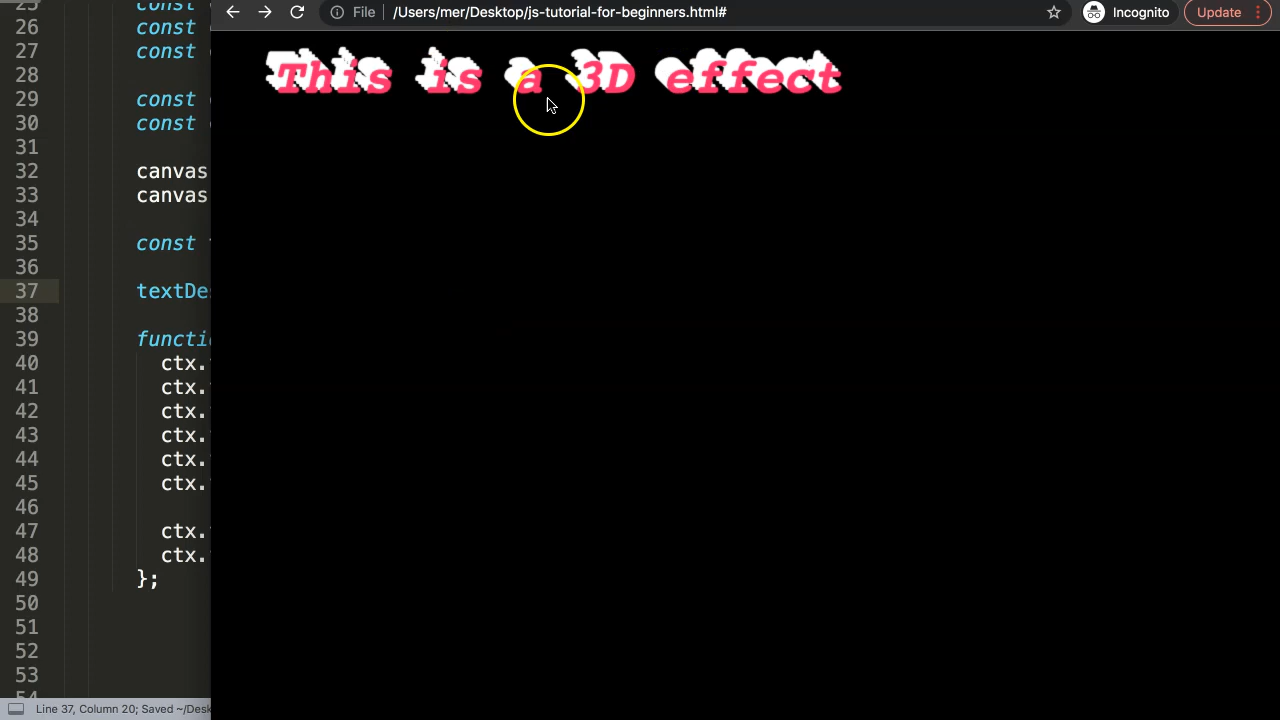 File /Users/mer/Desktop/js-tutorial-for-beginners.html# Incognito Update
This is a 3D effect
25 const
26 const
27 const
28
29 const
30 const
31
32 canvas
33 canvas
34
35 const
36
37 textDe
38
39 functi
40 ctx.
41 ctx.
42 ctx.
43 ctx.
44 ctx.
45 ctx.
46
47 ctx.
48 ctx.
49 };
50
51
52
53
54
Line 37, Column 20; Saved ~/Desk